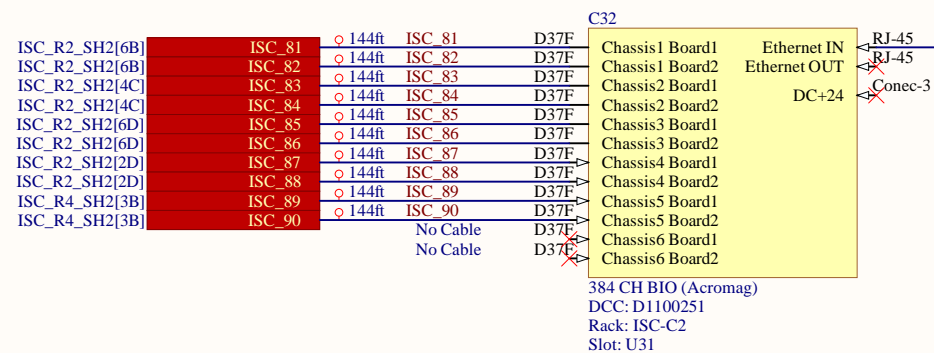 C32
ISC_R2_SH2[6B] ISC_81 144ft ISC_81 D37F Chassis1 Board1 Ethernet IN RJ-45
ISC_R2_SH2[6B] ISC_82 144ft ISC_82 D37F Chassis1 Board2 Ethernet OUT RJ-45
ISC_R2_SH2[4C] ISC_83 144ft ISC_83 D37F Chassis2 Board1 DC+24 Conec-3
ISC_R2_SH2[4C] ISC_84 144ft ISC_84 D37F Chassis2 Board2
ISC_R2_SH2[6D] ISC_85 144ft ISC_85 D37F Chassis3 Board1
ISC_R2_SH2[6D] ISC_86 144ft ISC_86 D37F Chassis3 Board2
ISC_R2_SH2[2D] ISC_87 144ft ISC_87 D37F Chassis4 Board1
ISC_R2_SH2[2D] ISC_88 144ft ISC_88 D37F Chassis4 Board2
ISC_R4_SH2[3B] ISC_89 144ft ISC_89 D37F Chassis5 Board1
ISC_R4_SH2[3B] ISC_90 144ft ISC_90 D37F Chassis5 Board2
No Cable D37F Chassis6 Board1
No Cable D37F Chassis6 Board2
384 CH BIO (Acromag)
DCC: D1100251
Rack: ISC-C2
Slot: U31